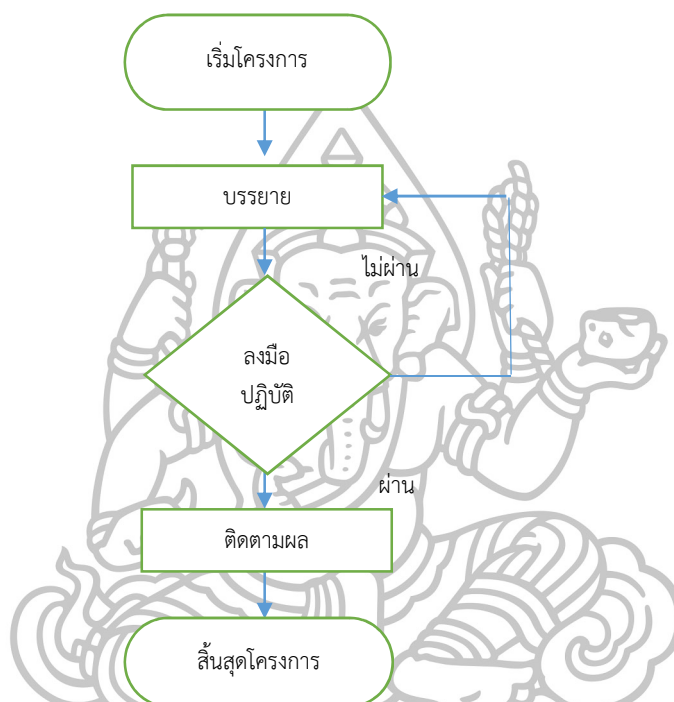 เริ่มโครงการ
บรรยาย
ไม่ผ่าน
ลงมือ
ปฏิบัติ
ผ่าน
ติดตามผล
สิ้นสุดโครงการ